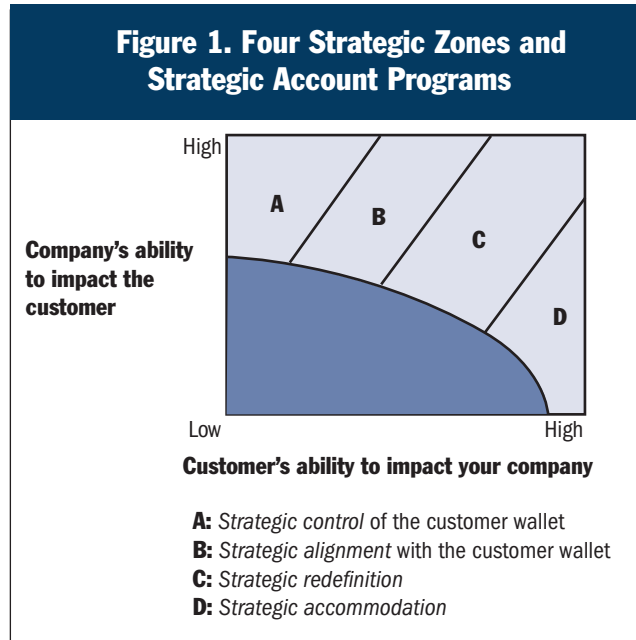 Figure 1. Four Strategic Zones and
Strategic Account Programs
High
A
B
C
D
Company’s ability
to impact the
customer
Low
High
Customer’s ability to impact your company
A: Strategic control of the customer wallet
B: Strategic alignment with the customer wallet
C: Strategic redefinition
D: Strategic accommodation